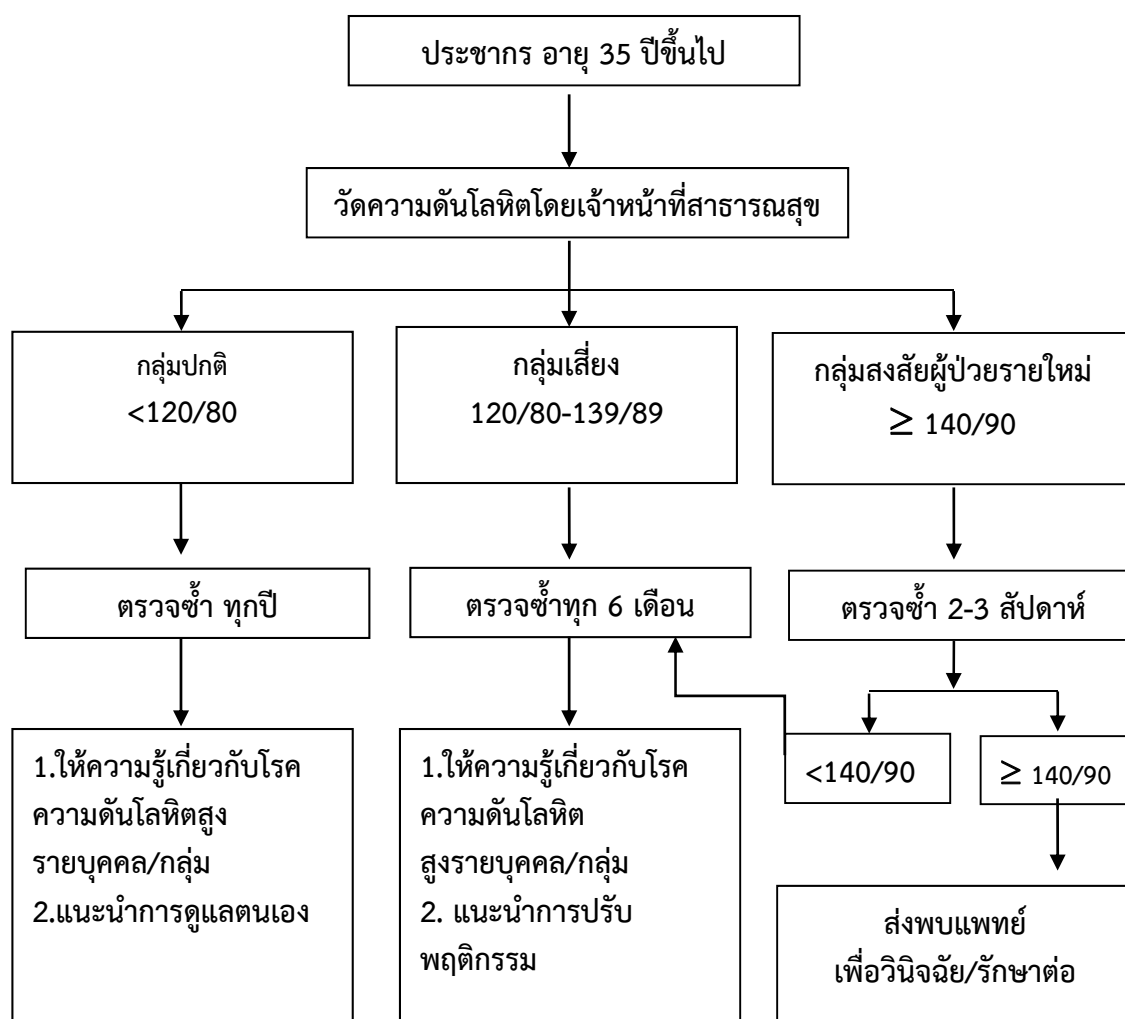 ประชากร อายุ 35 ปีขึ้นไป
วัดความดันโลหิตโดยเจ้าหน้าที่สาธารณสุข
กลุ่มปกติ
<120/80
กลุ่มเสี่ยง
120/80-139/89
กลุ่มสงสัยผู้ป่วยรายใหม่
≥ 140/90
ตรวจซ้ำ ทุกปี
ตรวจซ้ำทุก 6 เดือน
ตรวจซ้ำ 2-3 สัปดาห์
<140/90
≥ 140/90
1.ให้ความรู้เกี่ยวกับโรค
ความดันโลหิตสูง
รายบุคคล/กลุ่ม
2.แนะนำการดูแลตนเอง
1.ให้ความรู้เกี่ยวกับโรค
ความดันโลหิต
สูงรายบุคคล/กลุ่ม
2. แนะนำการปรับ
พฤติกรรม
ส่งพบแพทย์
เพื่อวินิจฉัย/รักษาต่อ